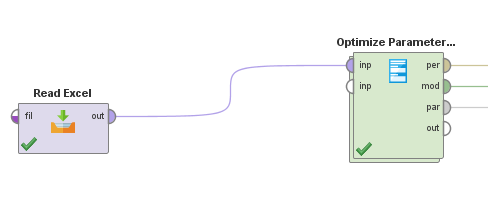 Optimize Parameter...
inp per
inp mod
par
out
Read Excel
fil out